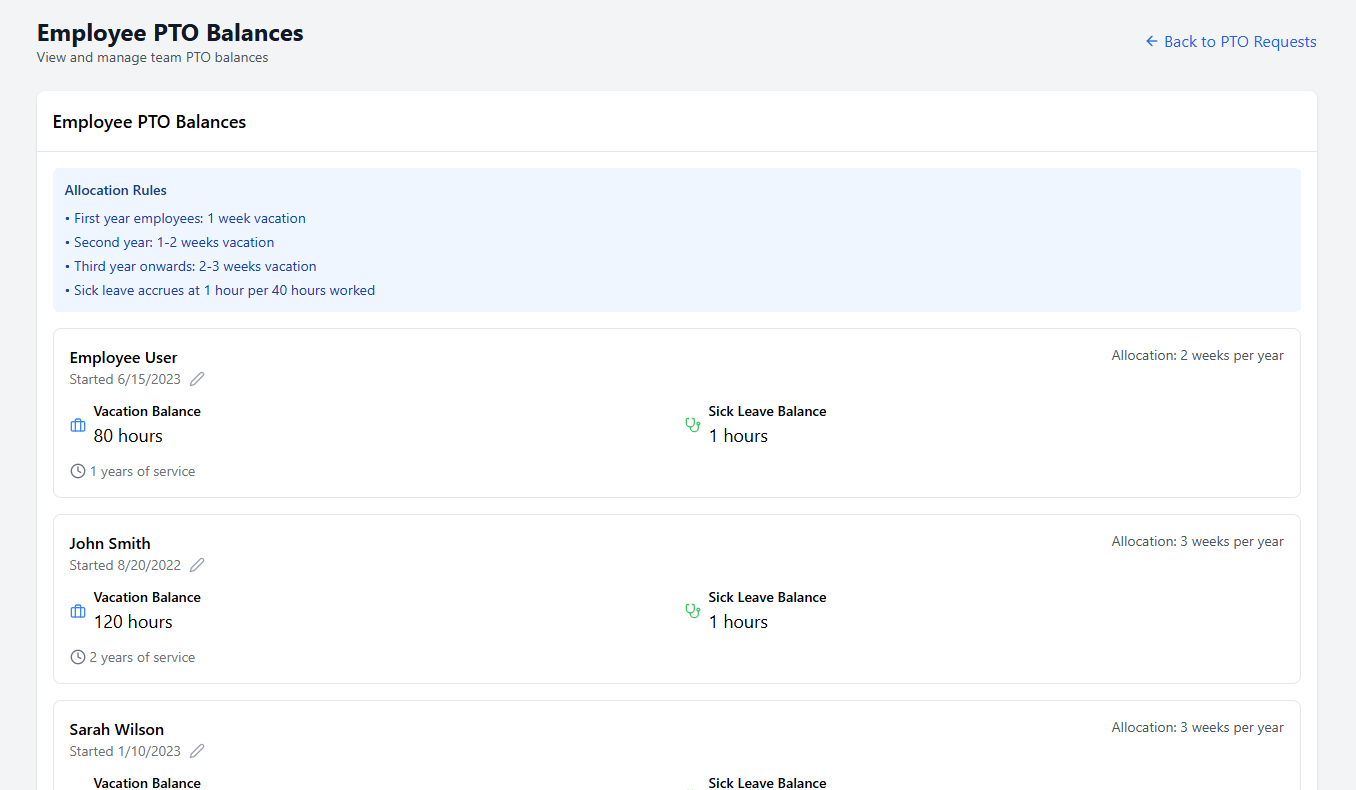 Employee PTO Balances
View and manage team PTO balances
← Back to PTO Requests
Employee PTO Balances
Allocation Rules
• First year employees: 1 week vacation
• Second year: 1-2 weeks vacation
• Third year onwards: 2-3 weeks vacation
• Sick leave accrues at 1 hour per 40 hours worked
Employee User
Allocation: 2 weeks per year
Started 6/15/2023
Vacation Balance
80 hours
Sick Leave Balance
1 hours
1 years of service
John Smith
Allocation: 3 weeks per year
Started 8/20/2022
Vacation Balance
120 hours
Sick Leave Balance
1 hours
2 years of service
Sarah Wilson
Allocation: 3 weeks per year
Started 1/10/2023
Vacation Balance
Sick Leave Balance